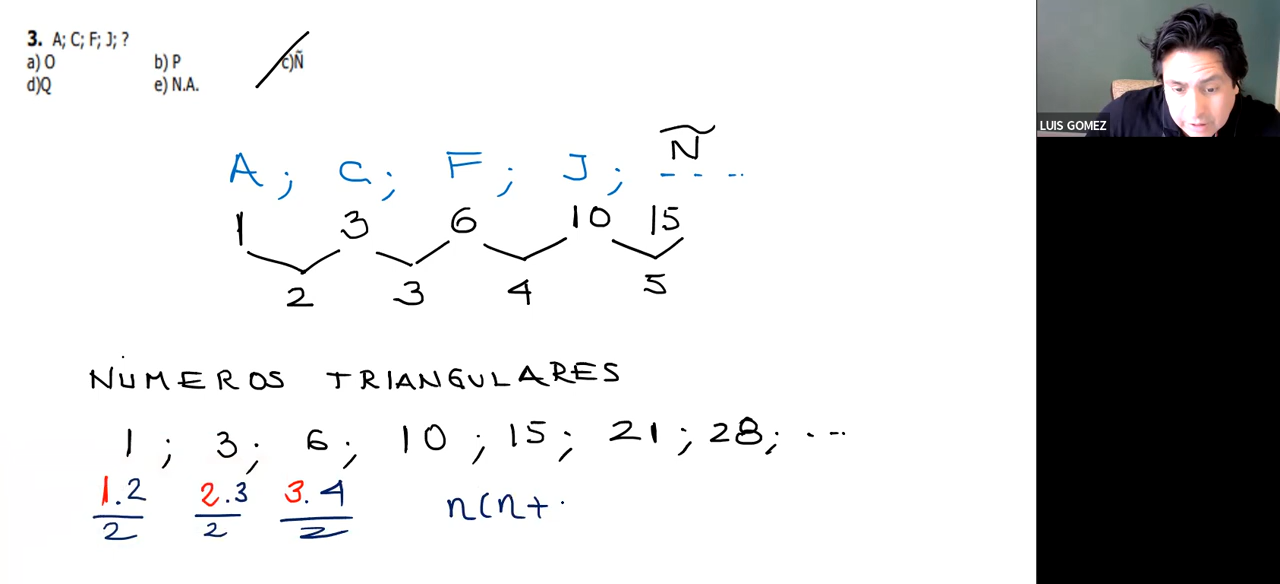 3. A; C; F; J; ?
a) O b) P c)Ñ
d)Q e) N.A.
LUIS GOMEZ
A; C; F; J; Ñ
1 3 6 10 15
2 3 4 5
NÚMEROS TRIANGULARES
1; 3; 6; 10; 15; 21; 28; ...
1.2 2.3 3.4 n(n+
2 2 2